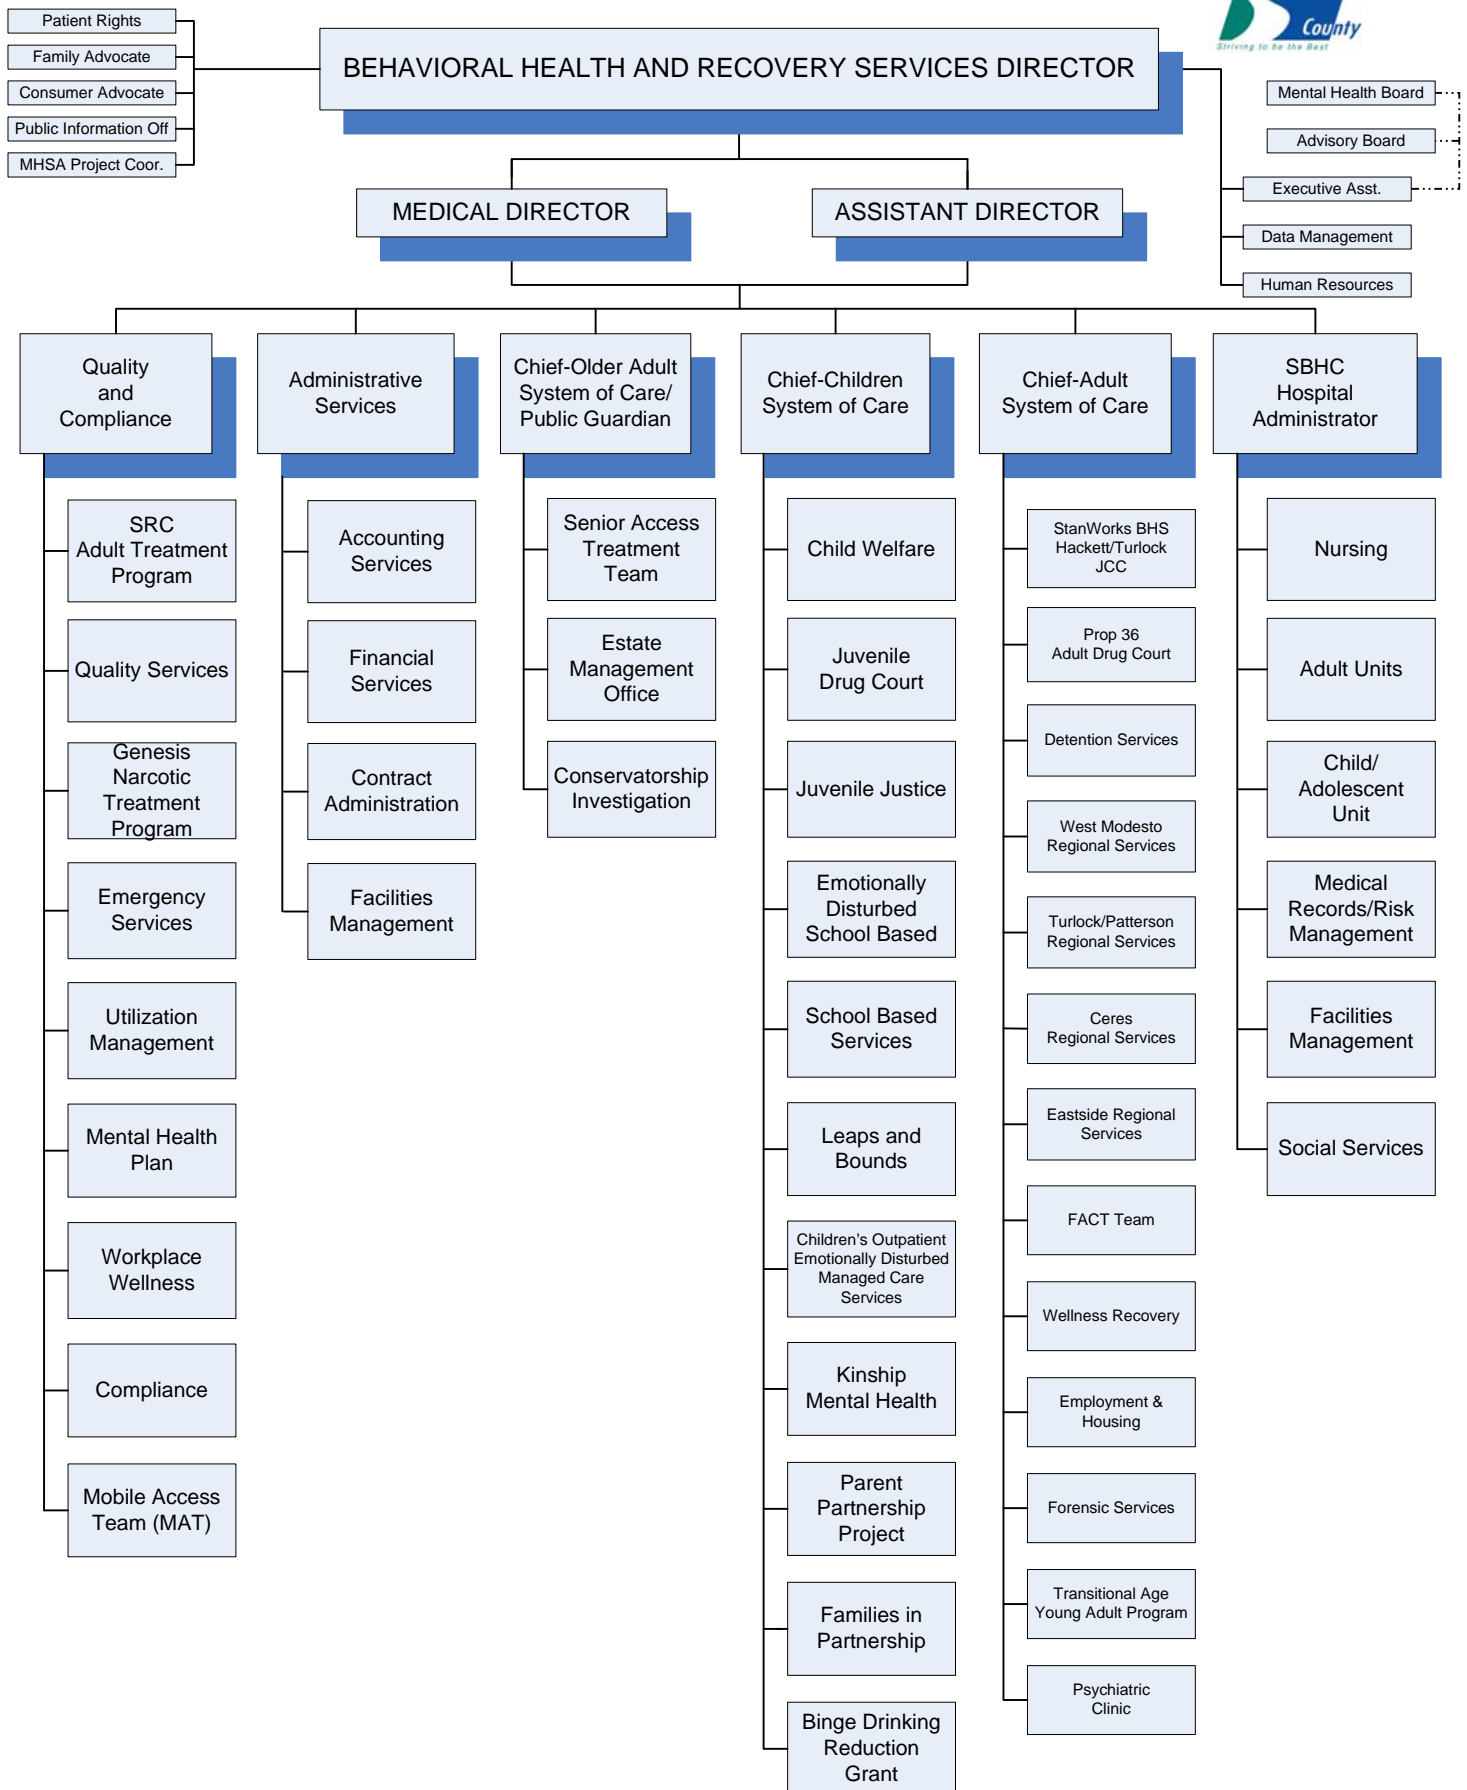 Patient Rights
Family Advocate
Consumer Advocate
Public Information Off
MHSA Project Coor.
BEHAVIORAL HEALTH AND RECOVERY SERVICES DIRECTOR
County
Striving to be the Best
Mental Health Board
Advisory Board
Executive Asst.
Data Management
Human Resources
MEDICAL DIRECTOR
ASSISTANT DIRECTOR
Quality
and
Compliance
Administrative
Services
Chief-Older Adult
System of Care/
Public Guardian
Chief-Children
System of Care
Chief-Adult
System of Care
SBHC
Hospital
Administrator
SRC
Adult Treatment
Program
Quality Services
Genesis
Narcotic
Treatment
Program
Emergency
Services
Utilization
Management
Mental Health
Plan
Workplace
Wellness
Compliance
Mobile Access
Team (MAT)
Accounting
Services
Financial
Services
Contract
Administration
Facilities
Management
Senior Access
Treatment
Team
Estate
Management
Office
Conservatorship
Investigation
Child Welfare
Juvenile
Drug Court
Juvenile Justice
Emotionally
Disturbed
School Based
School Based
Services
Leaps and
Bounds
Children's Outpatient
Emotionally Disturbed
Managed Care
Services
Kinship
Mental Health
Parent
Partnership
Project
Families in
Partnership
Binge Drinking
Reduction
Grant
StanWorks BHS
Hackett/Turlock
JCC
Prop 36
Adult Drug Court
Detention Services
West Modesto
Regional Services
Turlock/Patterson
Regional Services
Ceres
Regional Services
Eastside Regional
Services
FACT Team
Wellness Recovery
Employment &
Housing
Forensic Services
Transitional Age
Young Adult Program
Psychiatric
Clinic
Nursing
Adult Units
Child/
Adolescent
Unit
Medical
Records/Risk
Management
Facilities
Management
Social Services